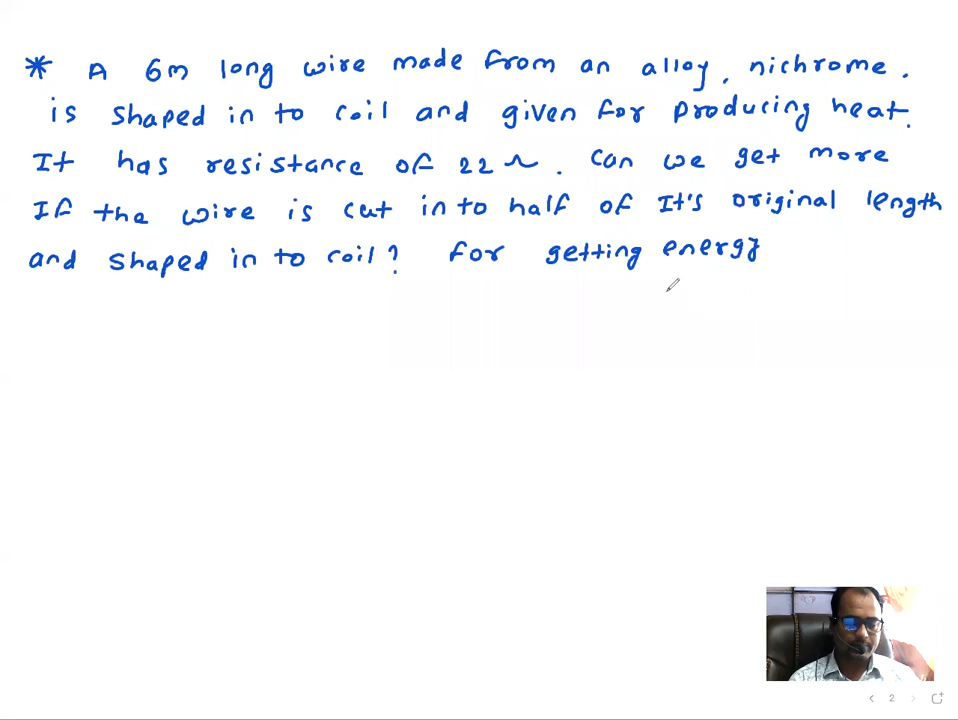 * A 6m long wire made from an alloy, nichrome.
is shaped in to coil and given for producing heat.
It has resistance of 22 Ω. Can we get more
If the wire is cut in to half of It's original length
and shaped in to coil? For getting energy
2